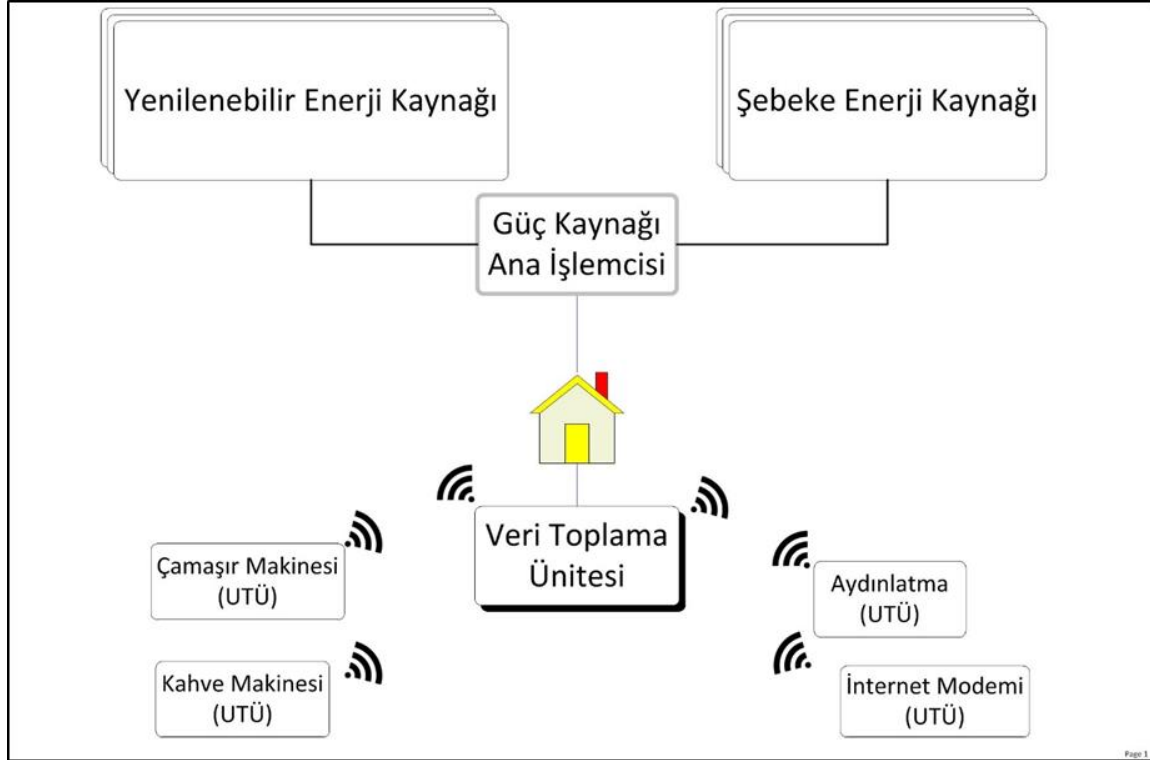 Yenilenebilir Enerji Kaynağı
Şebeke Enerji Kaynağı
Güç Kaynağı
Ana İşlemcisi
Veri Toplama
Ünitesi
Çamaşır Makinesi
(UTÜ)
Aydınlatma
(UTÜ)
Kahve Makinesi
(UTÜ)
İnternet Modemi
(UTÜ)
Page 1